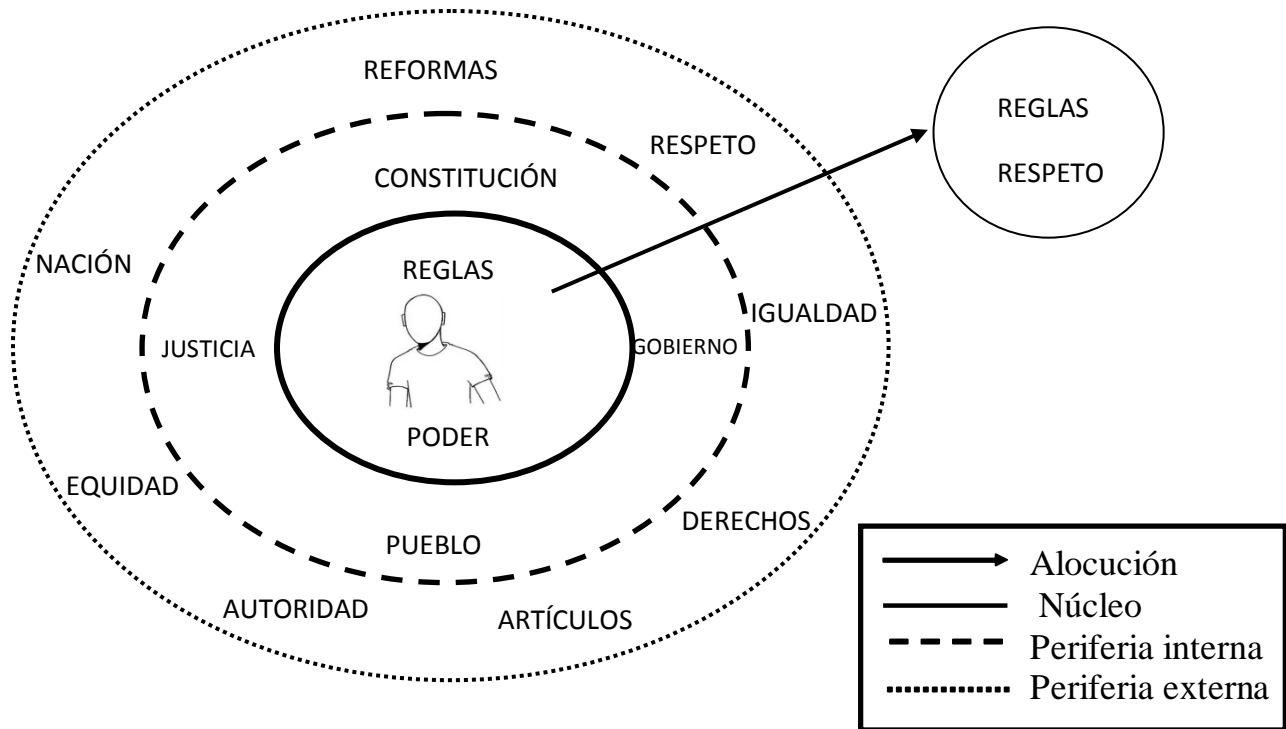 REFORMAS
REGLAS
RESPETO
RESPETO
CONSTITUCIÓN
NACIÓN
REGLAS
IGUALDAD
JUSTICIA
GOBIERNO
PODER
EQUIDAD
DERECHOS
PUEBLO
AUTORIDAD
ARTÍCULOS
Alocución
Núcleo
Periferia interna
Periferia externa